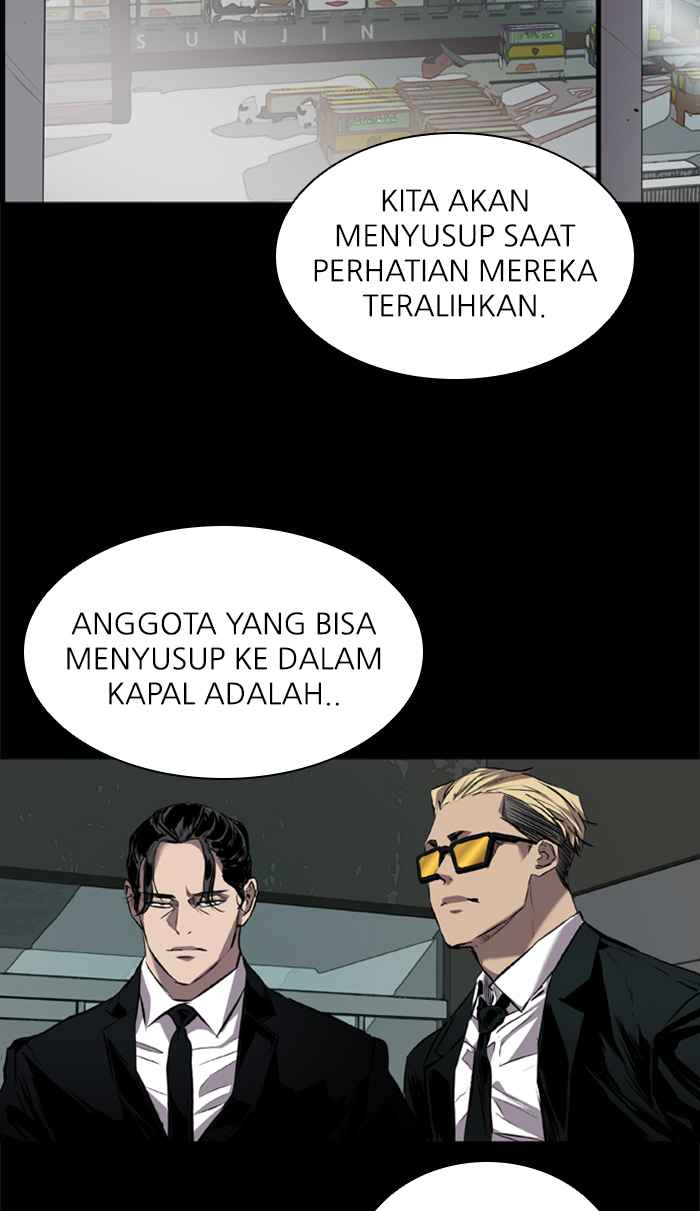 SUNJIN
KITA AKAN
MENYUSUP SAAT
PERHATIAN MEREKA
TERALIHKAN.
ANGGOTA YANG BISA
MENYUSUP KE DALAM
KAPAL ADALAH..